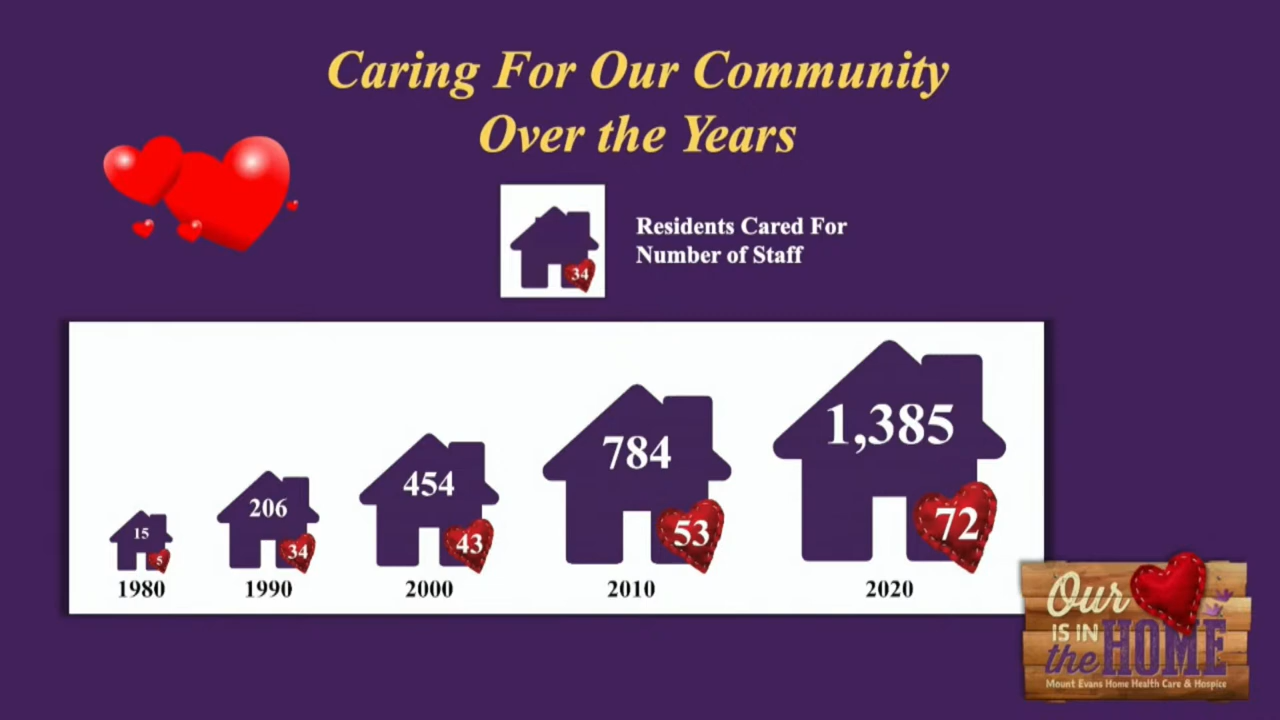 Caring For Our Community
Over the Years
34
Residents Cared For
Number of Staff
15
5
1980
206
34
1990
454
43
2000
784
53
2010
1,385
72
2020
Our
IS IN
the HOME
Mount Evans Home Health Care & Hospice